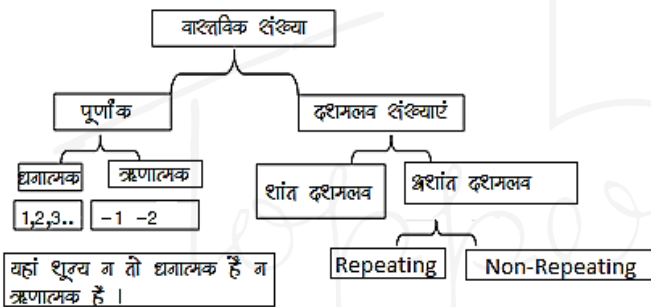 वास्तविक संख्या
पूर्णांक
दशमलव संख्याएं
धनात्मक
ऋणात्मक
शांत दशमलव
अशांत दशमलव
1,2,3..
-1 -2
Repeating
Non-Repeating
यहां शून्य न तो धनात्मक है न
ऋणात्मक है ।